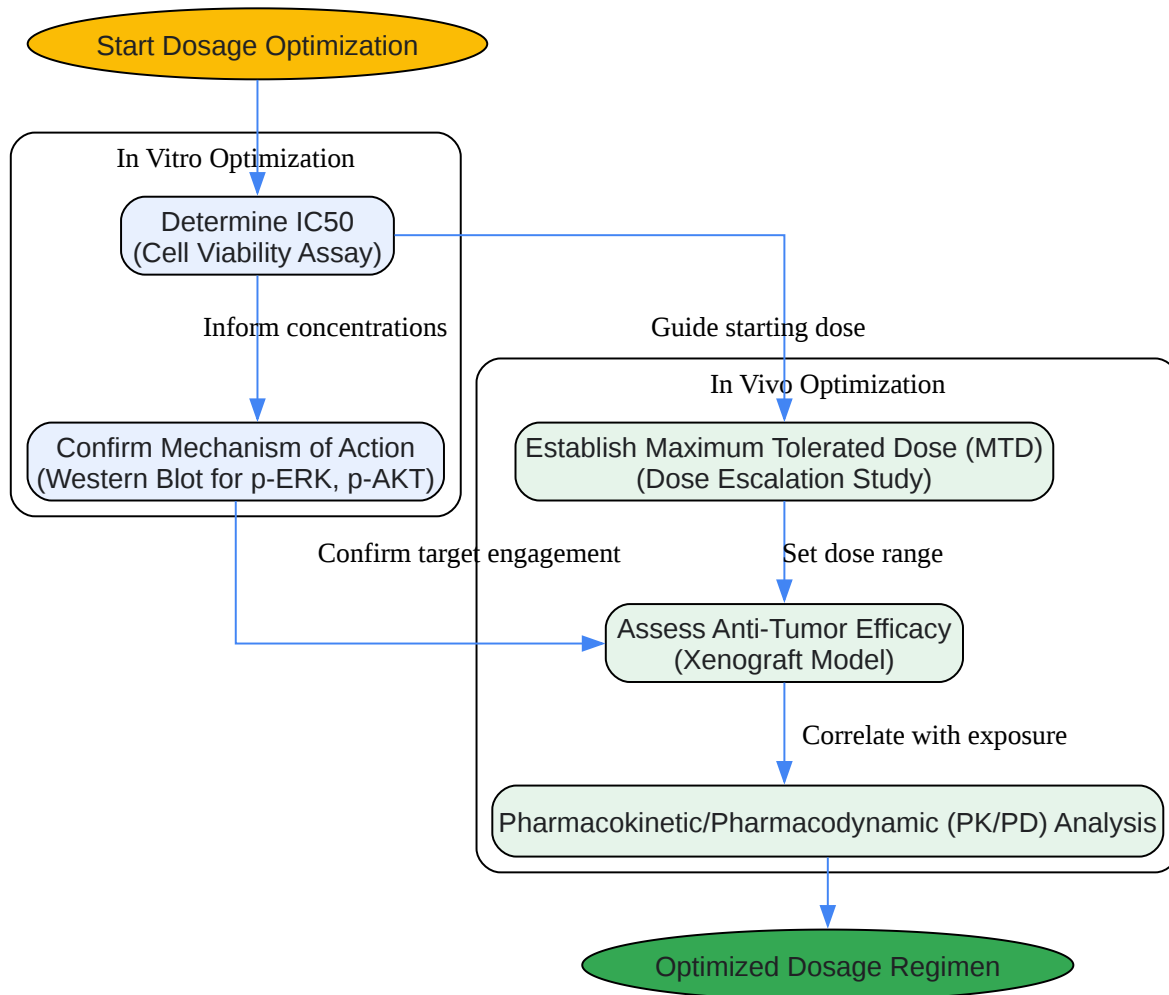 Start Dosage Optimization
In Vitro Optimization
Determine IC50
(Cell Viability Assay)
Inform concentrations
Guide starting dose
In Vivo Optimization
Confirm Mechanism of Action
(Western Blot for p-ERK, p-AKT)
Establish Maximum Tolerated Dose (MTD)
(Dose Escalation Study)
Confirm target engagement
Set dose range
Assess Anti-Tumor Efficacy
(Xenograft Model)
Correlate with exposure
Pharmacokinetic/Pharmacodynamic (PK/PD) Analysis
Optimized Dosage Regimen